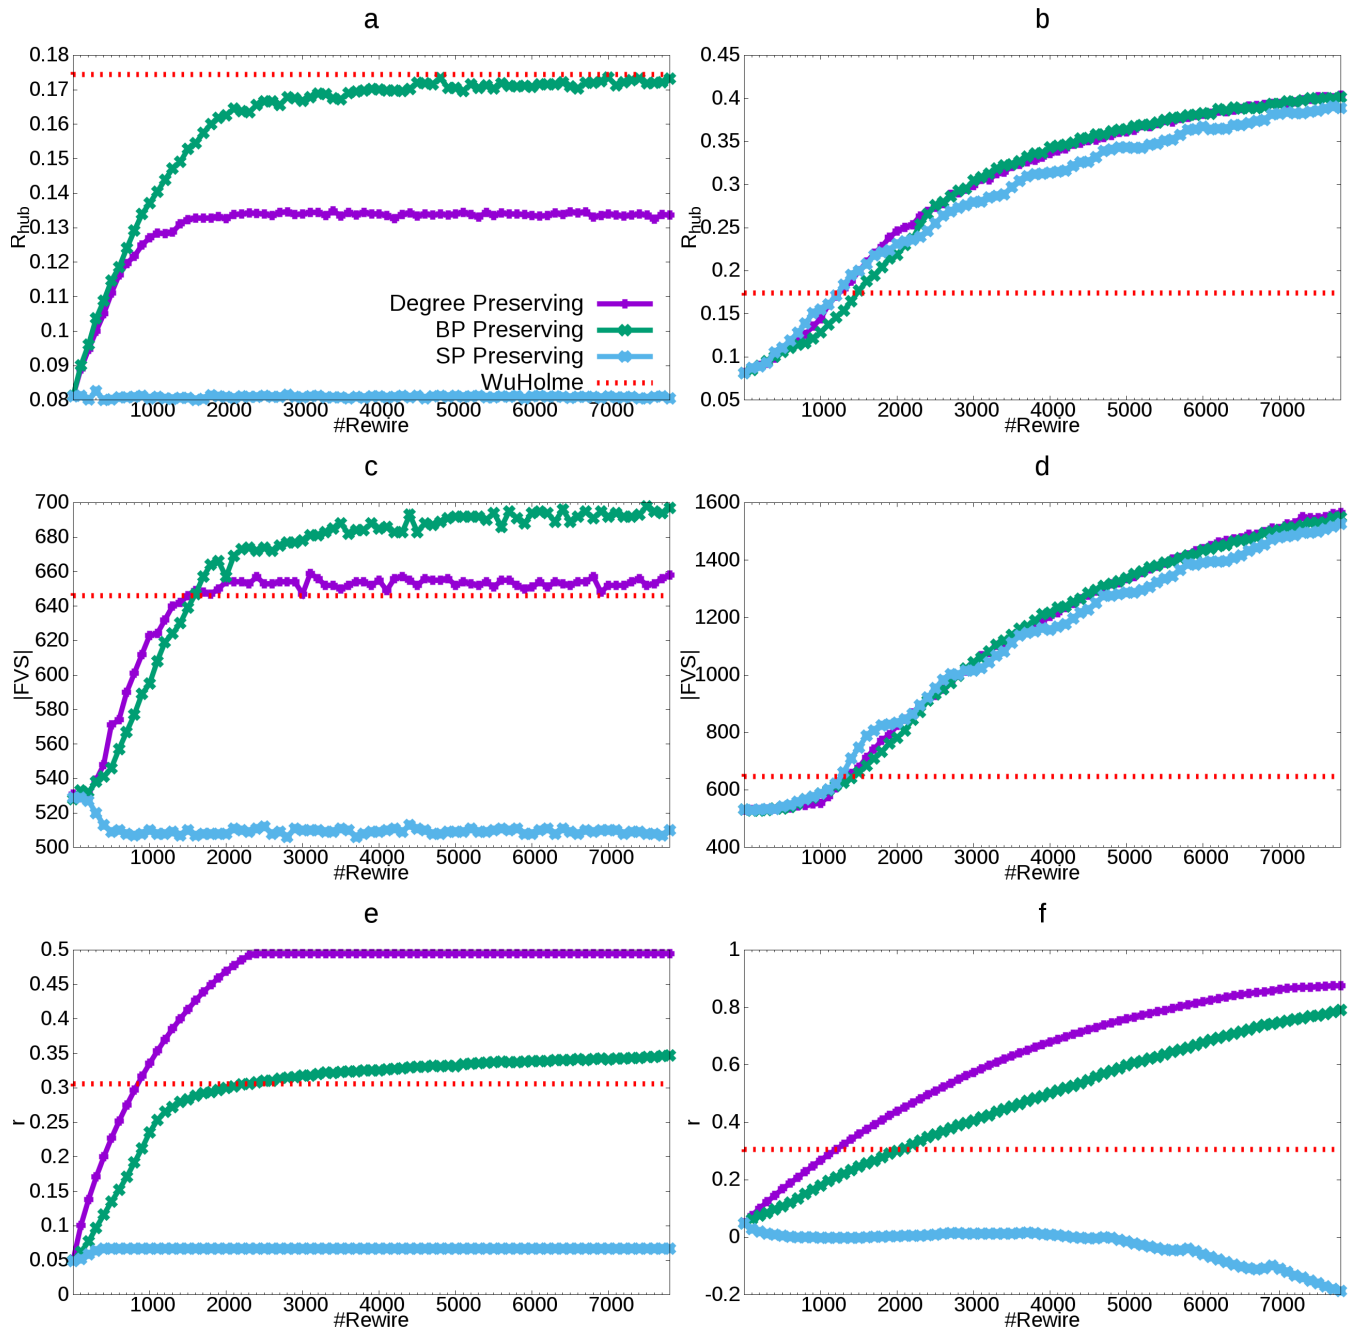 a
0.18
0.17
0.16
0.15
0.14
0.13
0.12
0.11
0.1
0.09
0.08
R_hub
Degree Preserving
BP Preserving
SP Preserving
WuHolme
1000 2000 3000 4000 5000 6000 7000
#Rewire
b
0.45
0.4
0.35
0.3
0.25
0.2
0.15
0.1
0.05
R_hub
1000 2000 3000 4000 5000 6000 7000
#Rewire
c
700
680
660
640
620
600
580
560
540
520
500
|FVS|
1000 2000 3000 4000 5000 6000 7000
#Rewire
d
1600
1400
1200
1000
800
600
400
|FVS|
1000 2000 3000 4000 5000 6000 7000
#Rewire
e
0.5
0.45
0.4
0.35
0.3
0.25
0.2
0.15
0.1
0.05
0
r
1000 2000 3000 4000 5000 6000 7000
#Rewire
f
1
0.8
0.6
0.4
0.2
0
-0.2
r
1000 2000 3000 4000 5000 6000 7000
#Rewire